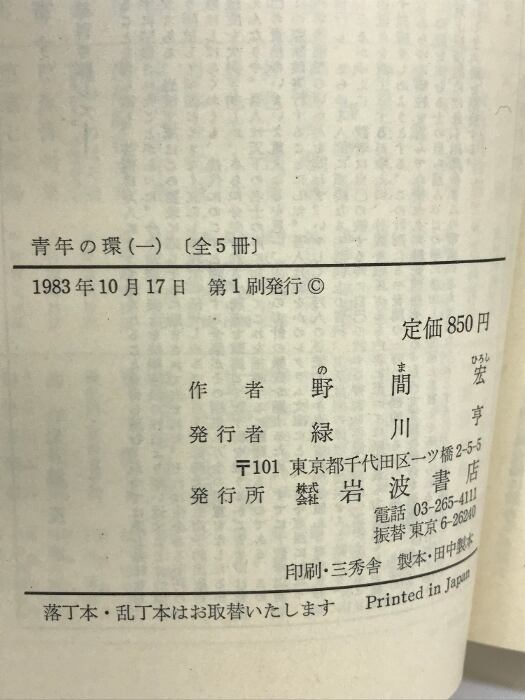 青年の環(一)〔全5冊〕
1983年10月17日 第1刷発行©
定価850円
の ま ひろし
作者 野間宏
発行者 緑川亨
〒101 東京都千代田区一ツ橋2-5-5
発行所 株式会社 岩波書店
電話 03-265-4111
振替 東京6-26240
印刷・三秀舎 製本・田中製本
落丁本・乱丁本はお取替いたします Printed in Japan